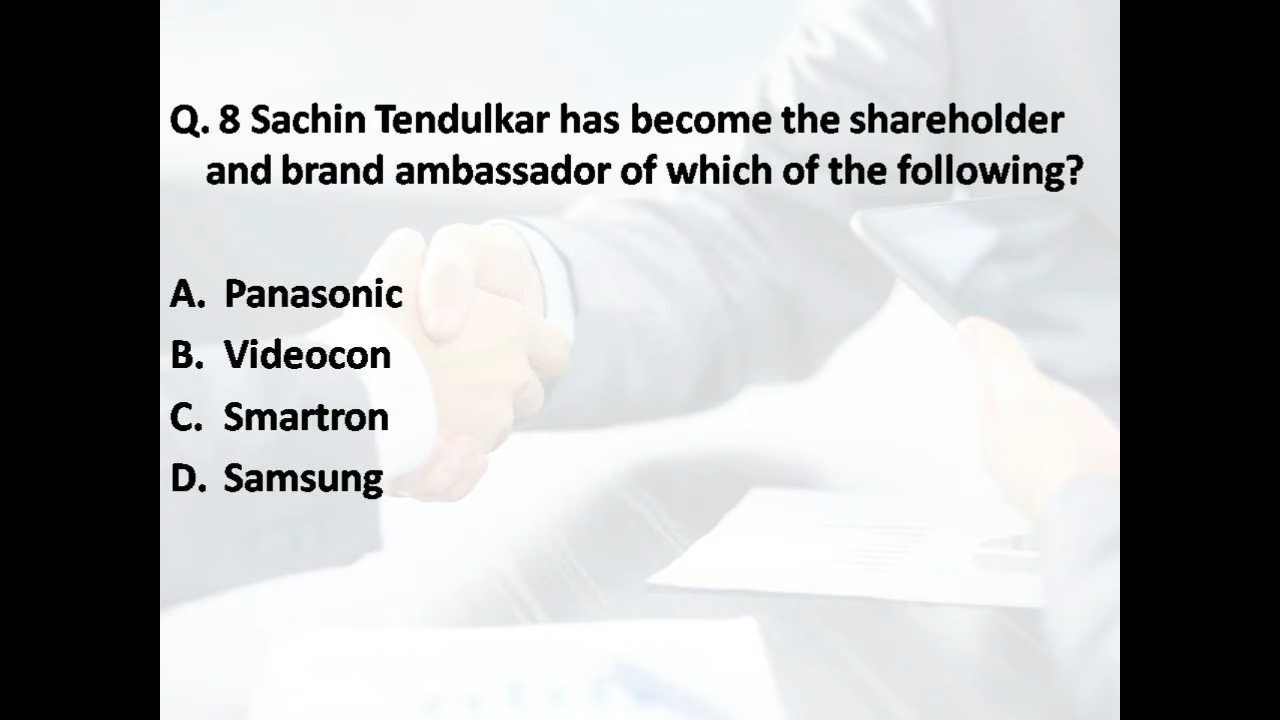 Q. 8 Sachin Tendulkar has become the shareholder
and brand ambassador of which of the following?
A. Panasonic
B. Videocon
C. Smartron
D. Samsung